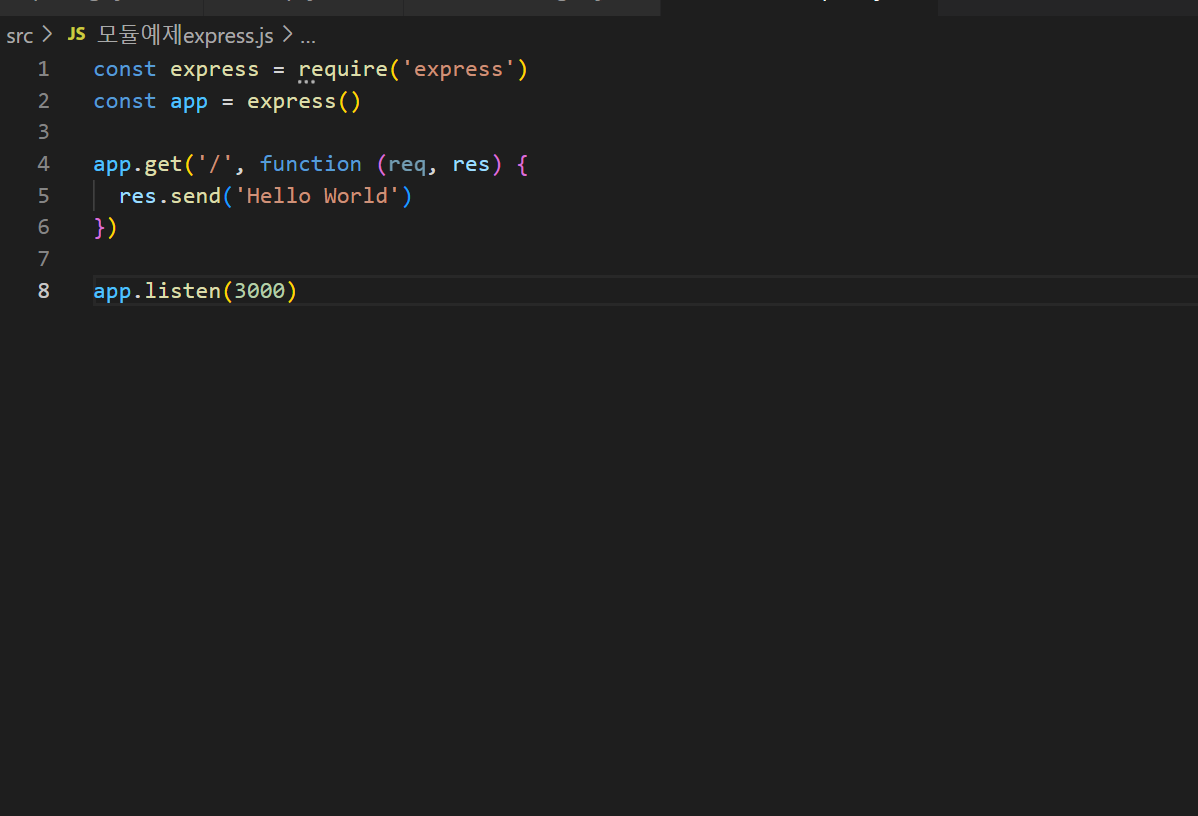 src > JS 모듈예제express.js > ...
1 const express = require('express')
2 const app = express()
3
4 app.get('/', function (req, res) {
5   res.send('Hello World')
6 })
7
8 app.listen(3000)